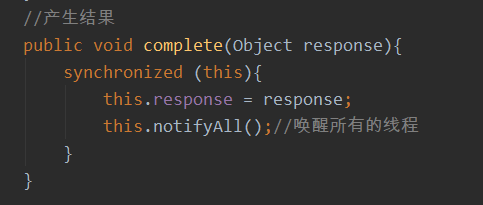 //产生结果
public void complete(Object response){
synchronized (this){
this.response = response;
this.notifyAll();//唤醒所有的线程
}
}